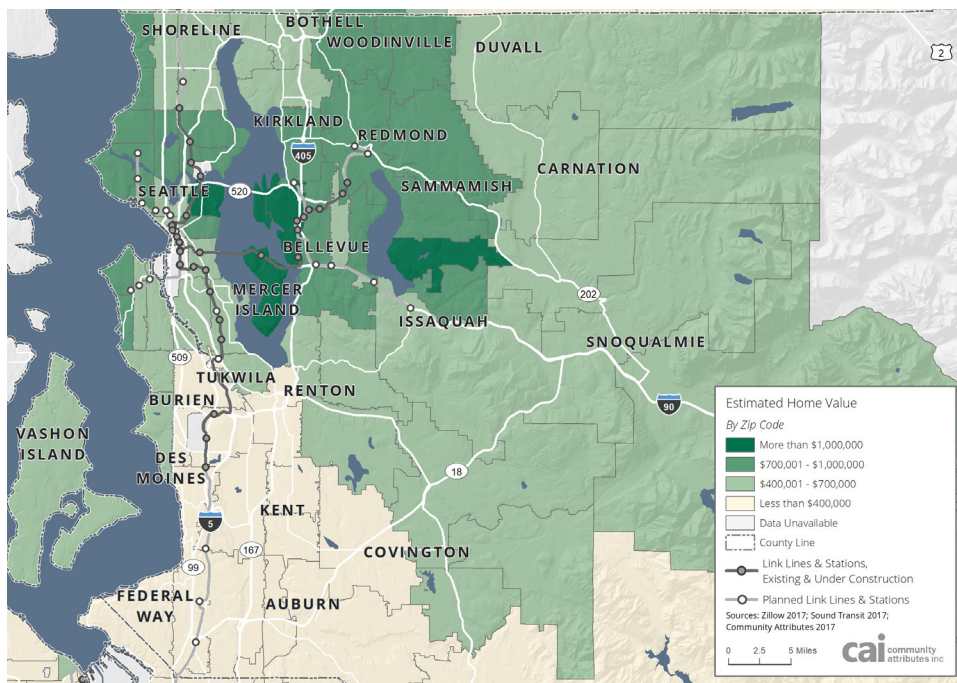 SHORELINE
BOTHELL
WOODINVILLE
DUVALL
2
KIRKLAND
REDMOND
405
CARNATION
SEATTLE
520
SAMMAMISH
BELLEVUE
MERCER
ISLAND
202
ISSAQUAH
SNOQUALMIE
509
TUKWILA
RENTON
BURIEN
90
VASHON
ISLAND
DES
MOINES
18
KENT
5
167
COVINGTON
99
FEDERAL
WAY
AUBURN
Estimated Home Value
By Zip Code
More than $1,000,000
$700,001 - $1,000,000
$400,001 - $700,000
Less than $400,000
Data Unavailable
County Line
Link Lines & Stations,
Existing & Under Construction
Planned Link Lines & Stations
Sources: Zillow 2017; Sound Transit 2017;
Community Attributes 2017
0 2.5 5 Miles
cai community
attributes inc